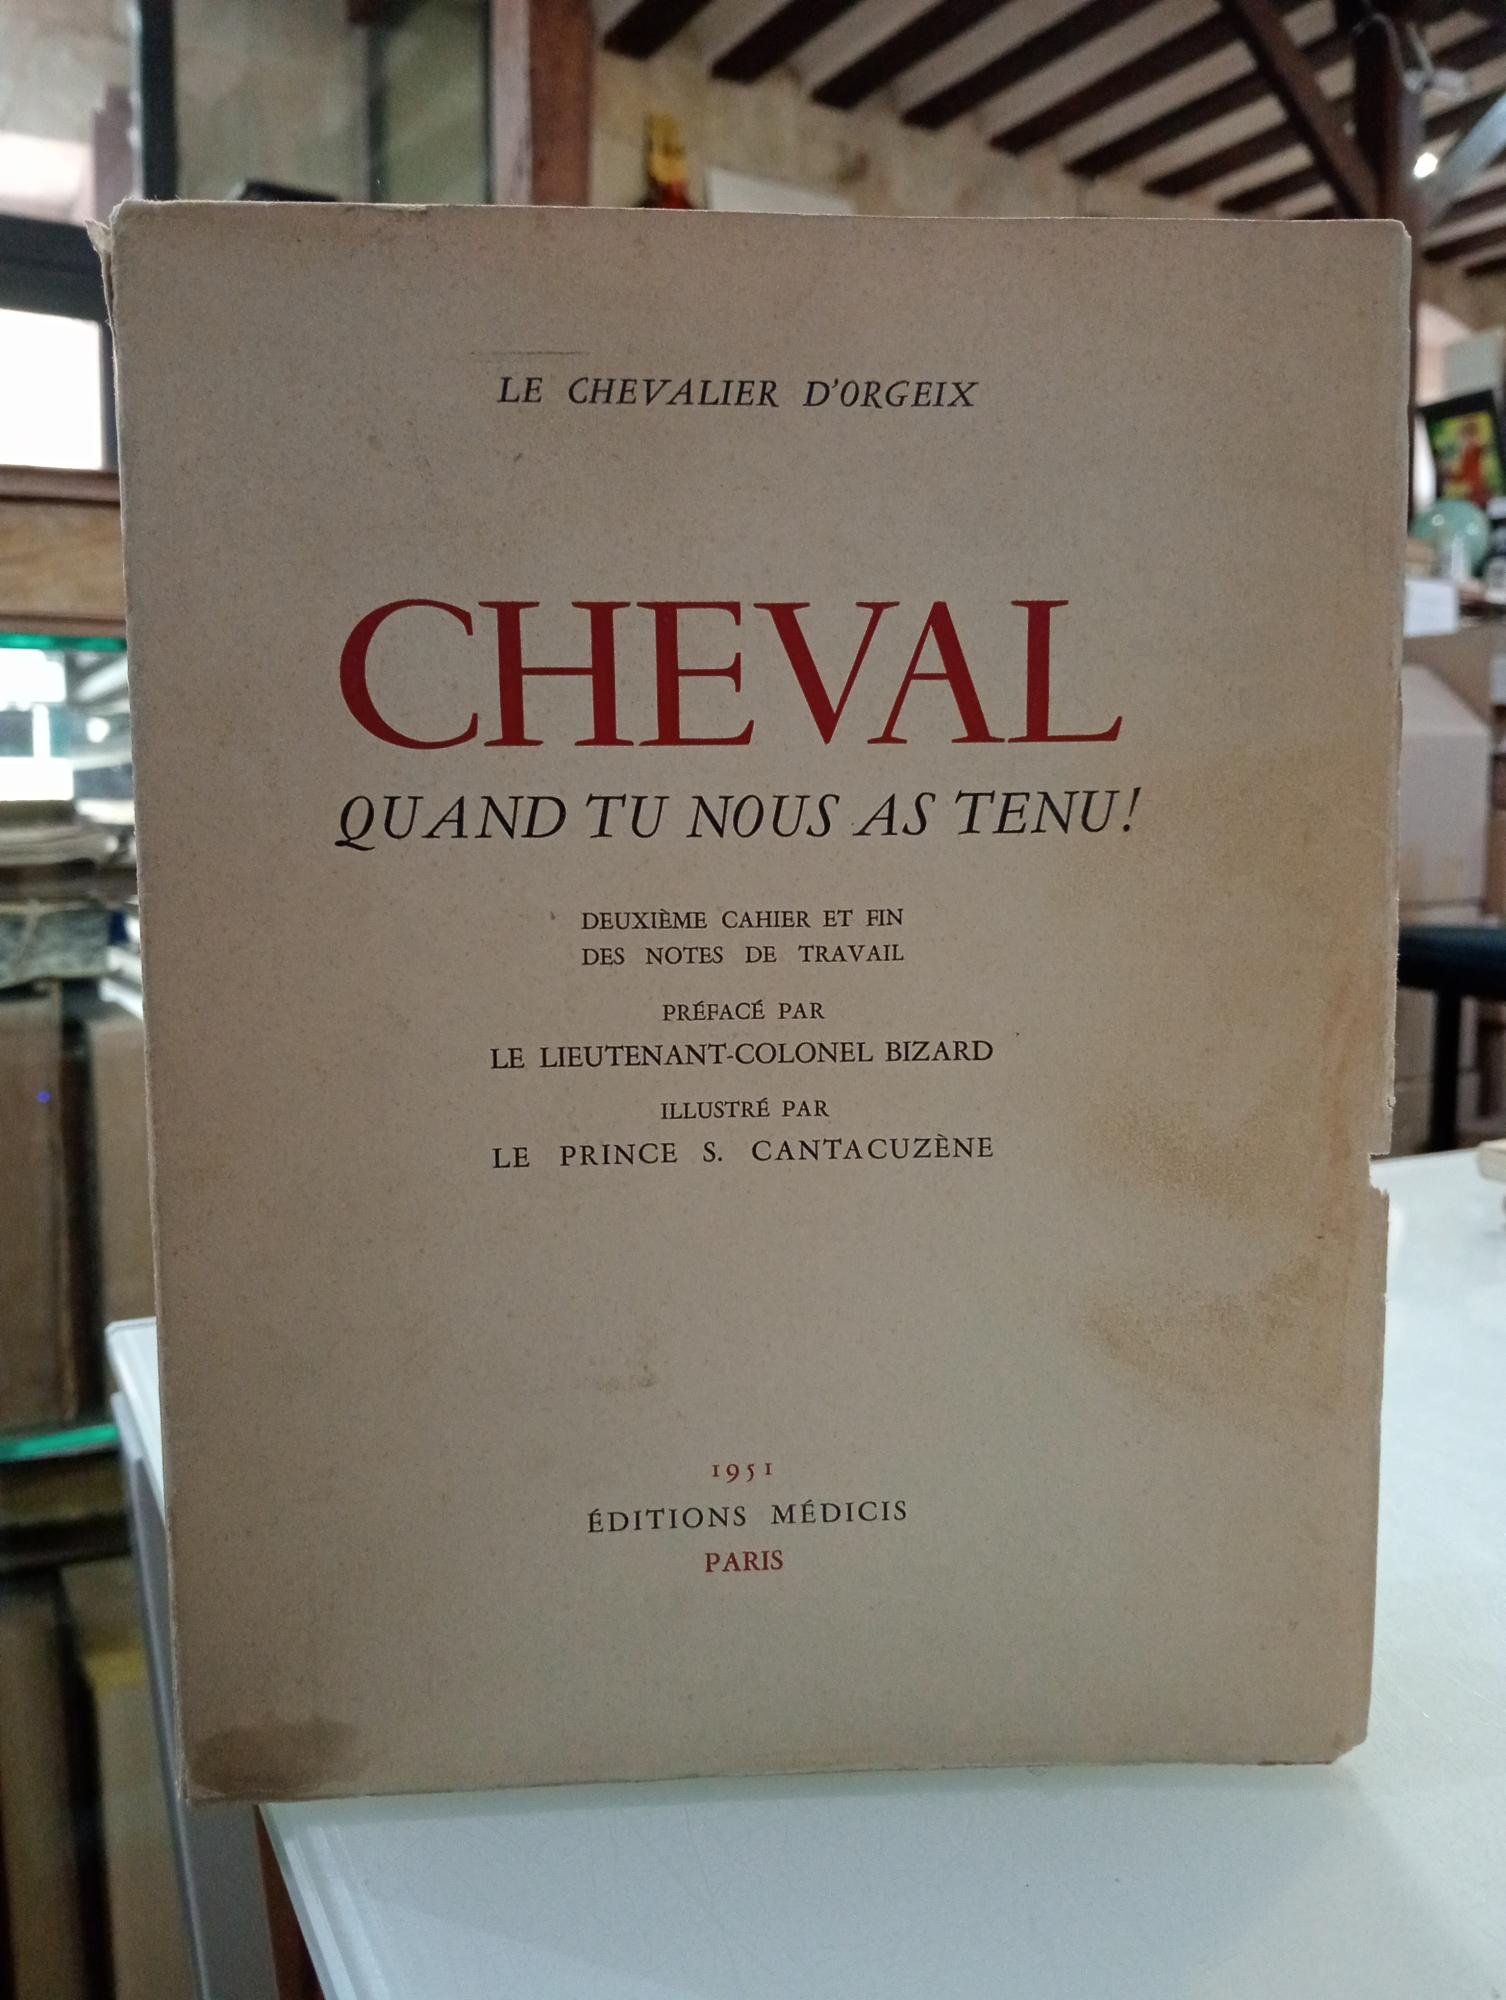 LE CHEVALIER D'ORGEIX
CHEVAL
QUAND TU NOUS AS TENU!
DEUXIÈME CAHIER ET FIN
DES NOTES DE TRAVAIL
PRÉFACÉ PAR
LE LIEUTENANT-COLONEL BIZARD
ILLUSTRÉ PAR
LE PRINCE S. CANTACUZÈNE
1951
ÉDITIONS MÉDICIS
PARIS